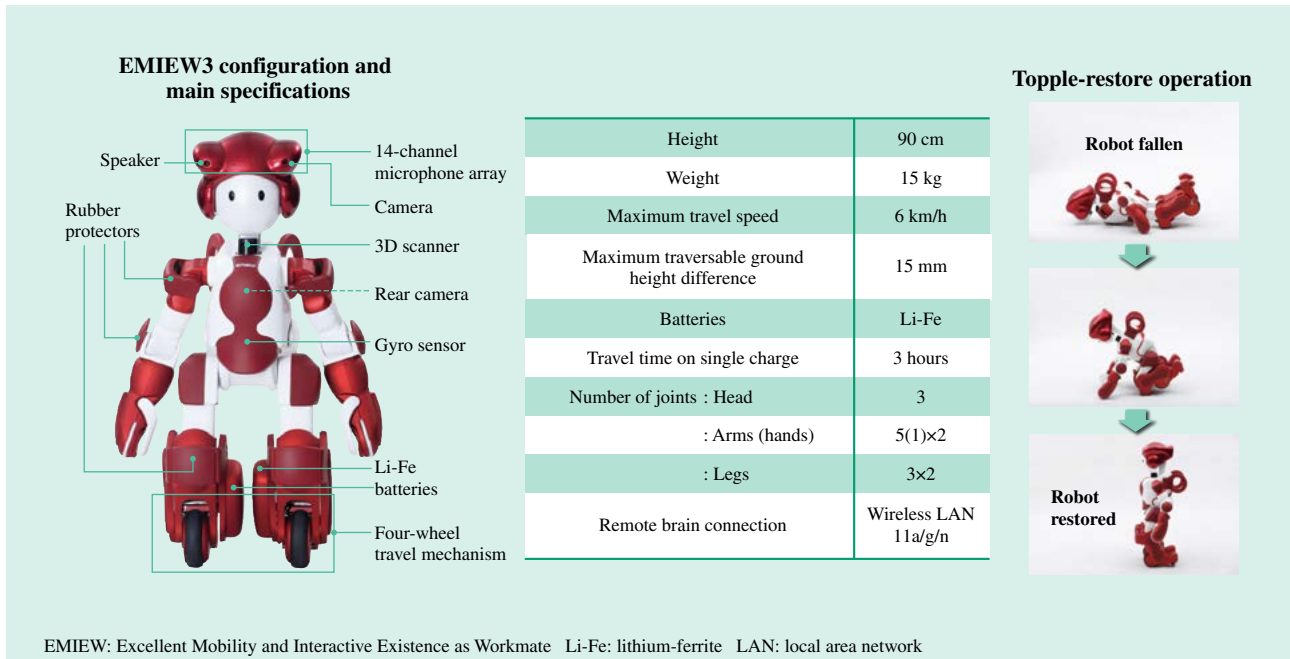 EMIEW3 configuration and
main specifications
Speaker
Rubber
protectors
14-channel
microphone array
Camera
3D scanner
Rear camera
Gyro sensor
Li-Fe
batteries
Four-wheel
travel mechanism
Height 90 cm
Weight 15 kg
Maximum travel speed 6 km/h
Maximum traversable ground
height difference 15 mm
Batteries Li-Fe
Travel time on single charge 3 hours
Number of joints : Head 3
: Arms (hands) 5(1)×2
: Legs 3×2
Remote brain connection Wireless LAN
11a/g/n
Topple-restore operation
Robot fallen
Robot
restored
EMIEW: Excellent Mobility and Interactive Existence as Workmate Li-Fe: lithium-ferrite LAN: local area network